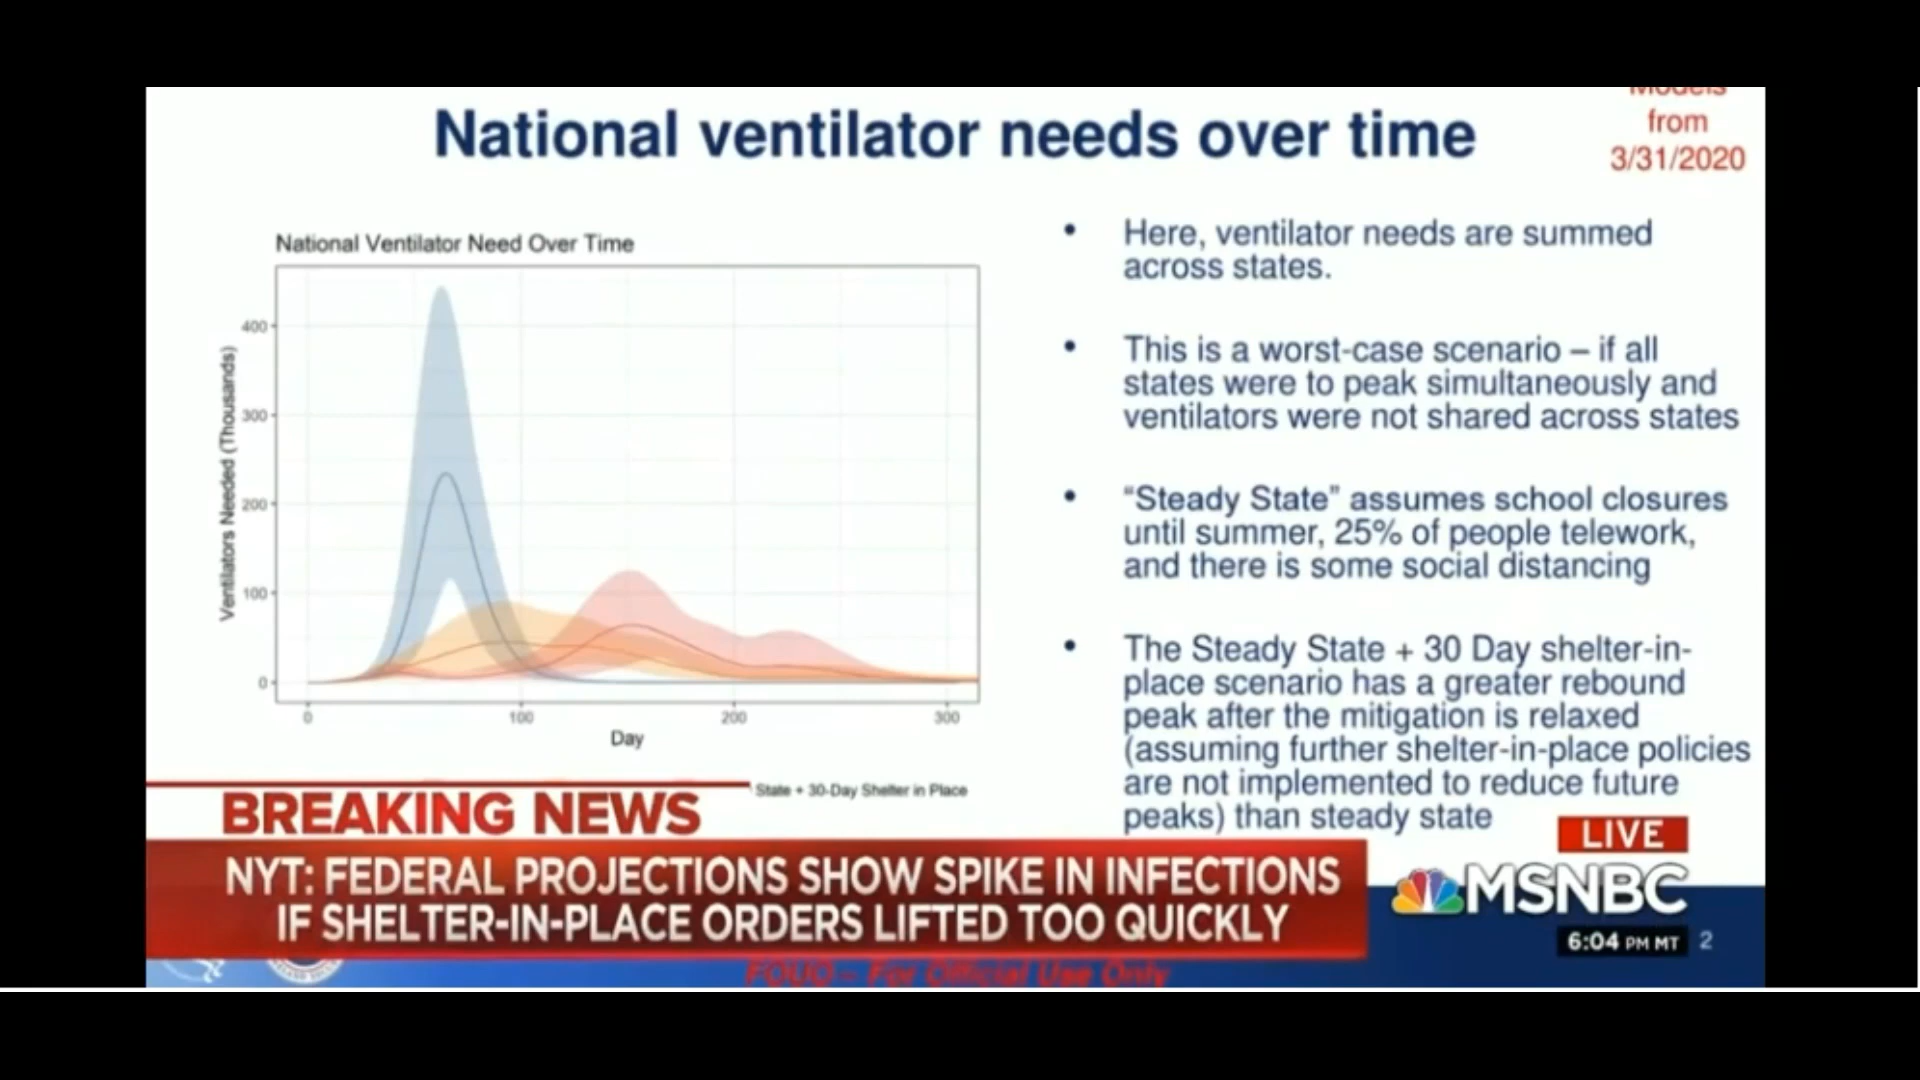 National ventilator needs over time
Models
from
3/31/2020
National Ventilator Need Over Time
Ventilators Needed (Thousands)
400
300
200
100
0
0 100 200 300
Day
State + 30-Day Shelter in Place
• Here, ventilator needs are summed
across states.
• This is a worst-case scenario – if all
states were to peak simultaneously and
ventilators were not shared across states
• “Steady State” assumes school closures
until summer, 25% of people telework,
and there is some social distancing
• The Steady State + 30 Day shelter-in-
place scenario has a greater rebound
peak after the mitigation is relaxed
(assuming further shelter-in-place policies
are not implemented to reduce future
peaks) than steady state
BREAKING NEWS
NYT: FEDERAL PROJECTIONS SHOW SPIKE IN INFECTIONS
IF SHELTER-IN-PLACE ORDERS LIFTED TOO QUICKLY
LIVE
MSNBC
6:04 PM MT
2
FOUO – For Official Use Only